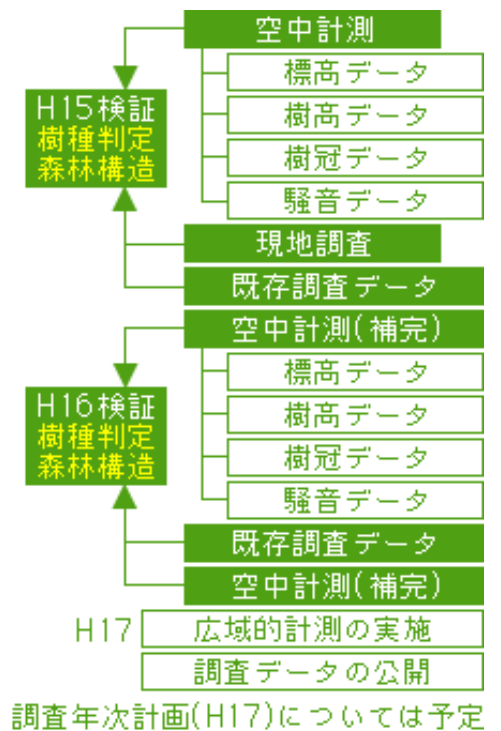 空中計測
標高データ
樹高データ
樹冠データ
騒音データ
H15検証
樹種判定
森林構造
現地調査
既存調査データ
空中計測(補完)
標高データ
樹高データ
樹冠データ
騒音データ
H16検証
樹種判定
森林構造
既存調査データ
空中計測(補完)
H17 広域的計測の実施
調査データの公開
調査年次計画(H17)については予定